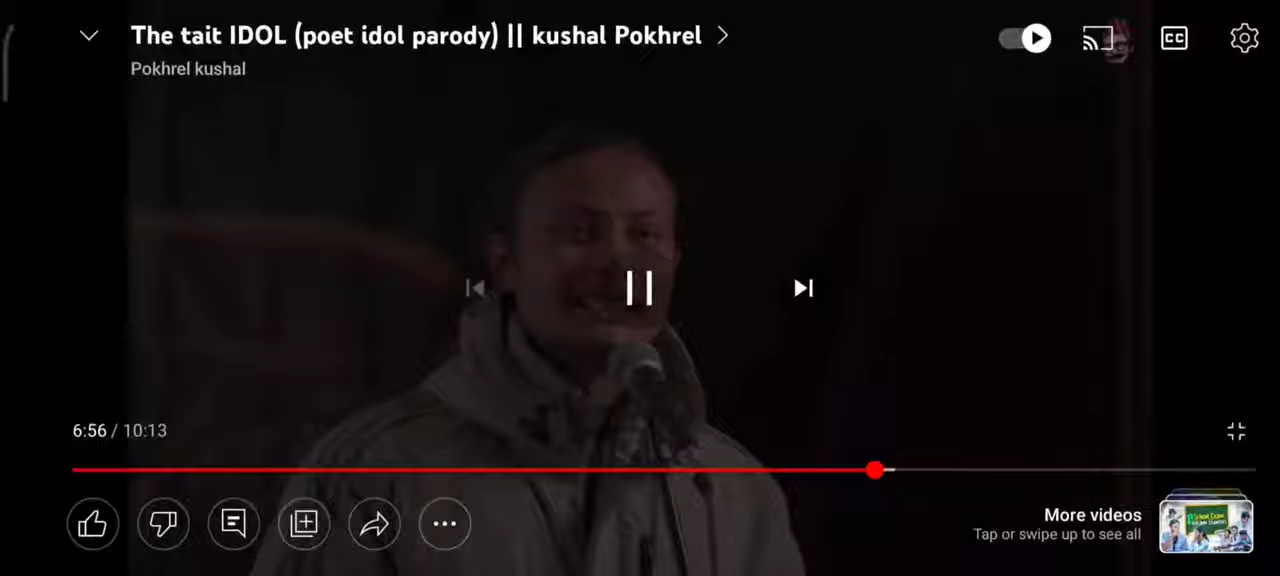 The tait IDOL (poet idol parody) || kushal Pokhrel
Pokhrel kushal
CC
6:56 / 10:13
More videos
Tap or swipe up to see all